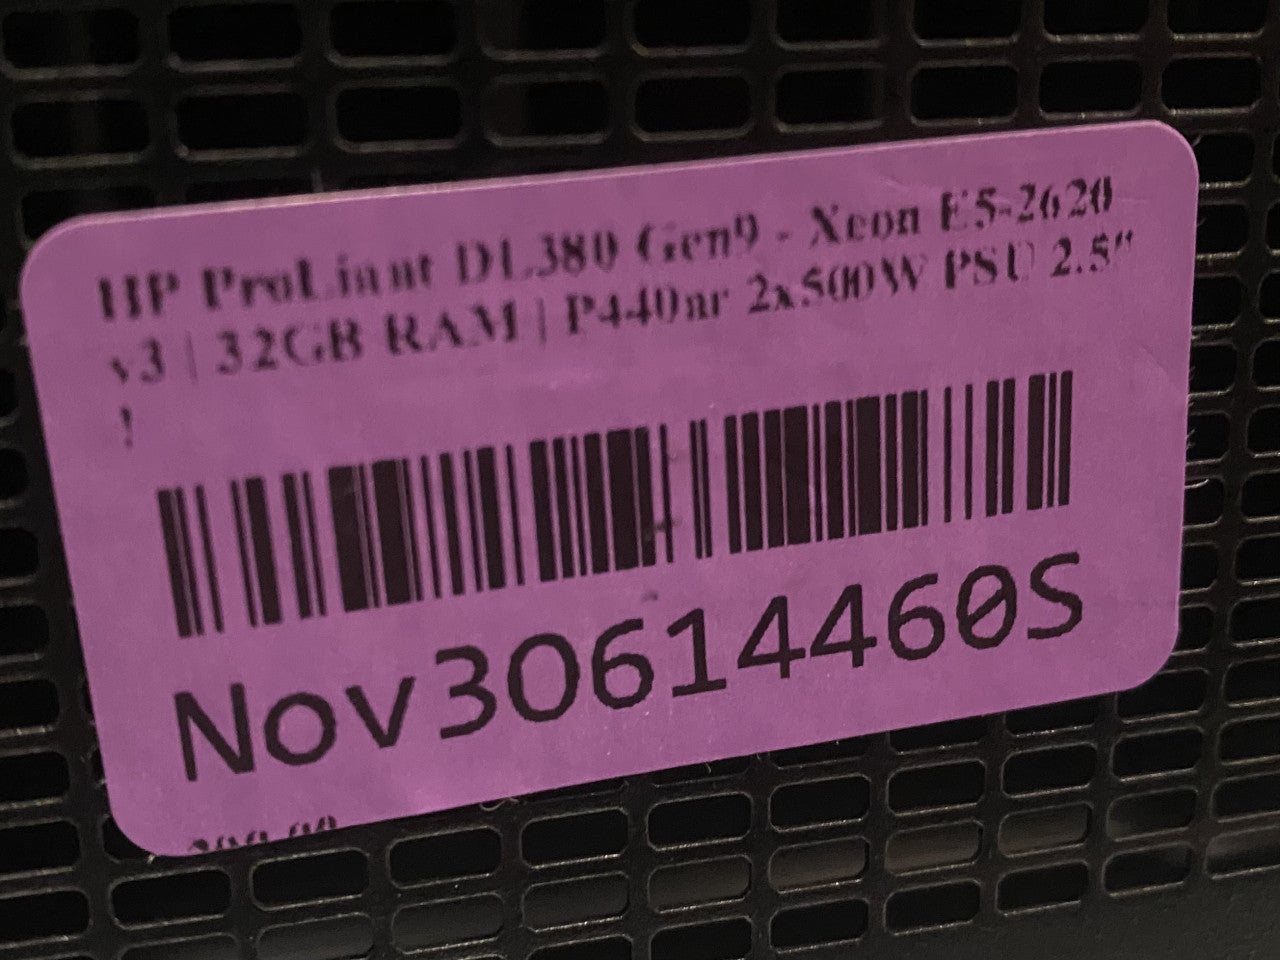 HP ProLiant DL380 Gen9 - Xeon E5-2620
v3 | 32GB RAM | P440ar 2x500W PSU 2.5"
!
Nov30614460S